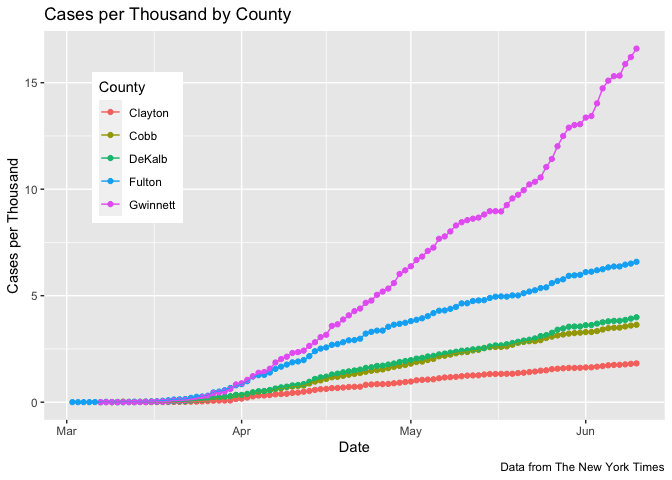 Cases per Thousand by County
Cases per Thousand
15
10
5
0
County
Clayton
Cobb
DeKalb
Fulton
Gwinnett
Mar
Apr
May
Jun
Date
Data from The New York Times